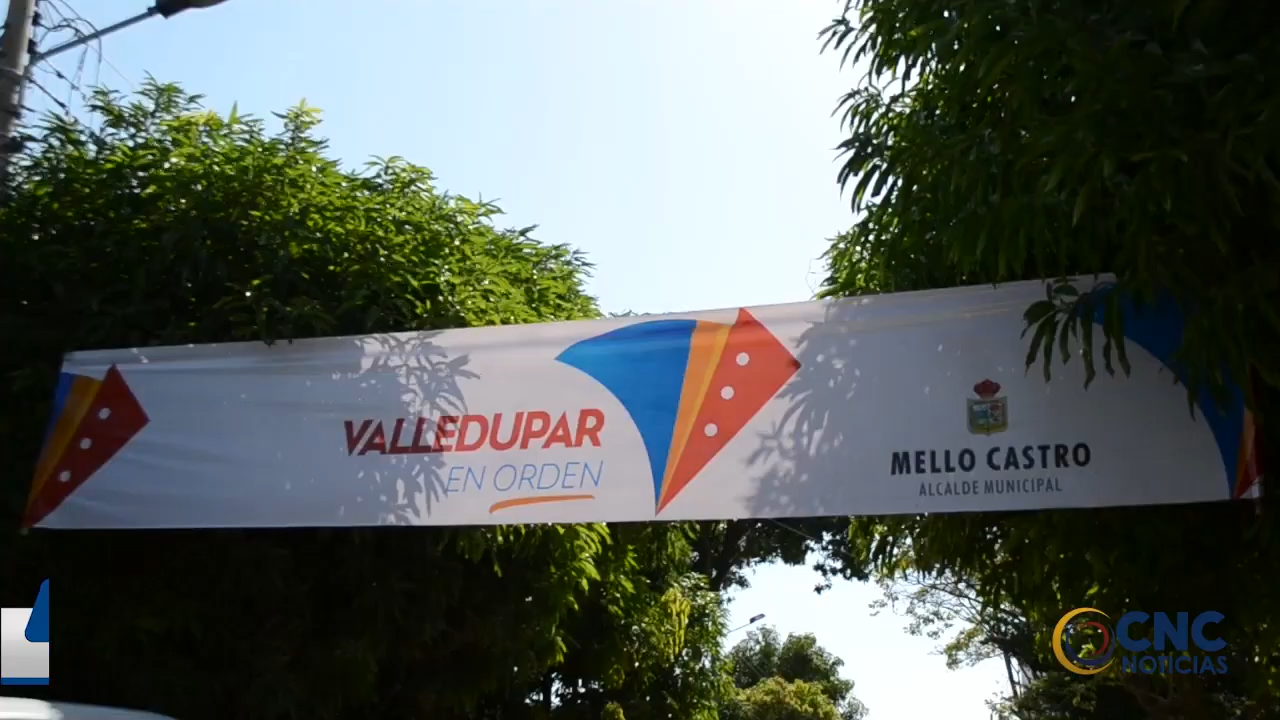 VALLEDUPAR
EN ORDEN
MELLO CASTRO
ALCALDE MUNICIPAL
CNC
NOTICIAS